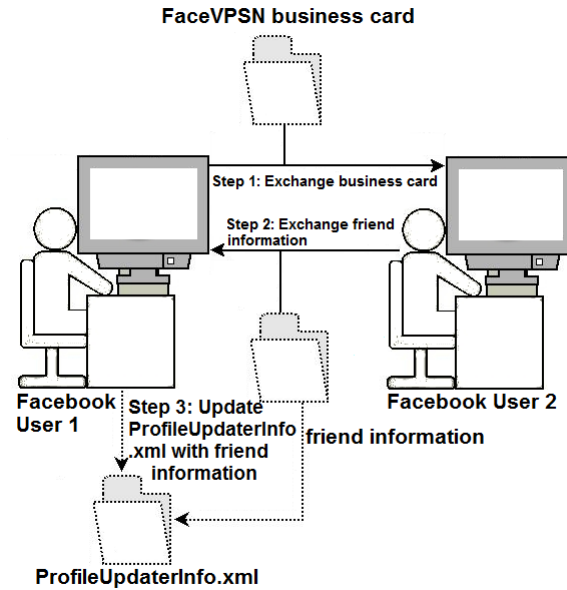 FaceVPSN business card
Step 1: Exchange business card
Step 2: Exchange friend
information
Facebook
User 1
Facebook User 2
Step 3: Update
ProfileUpdaterInfo
.xml with friend
information
friend information
ProfileUpdaterInfo.xml